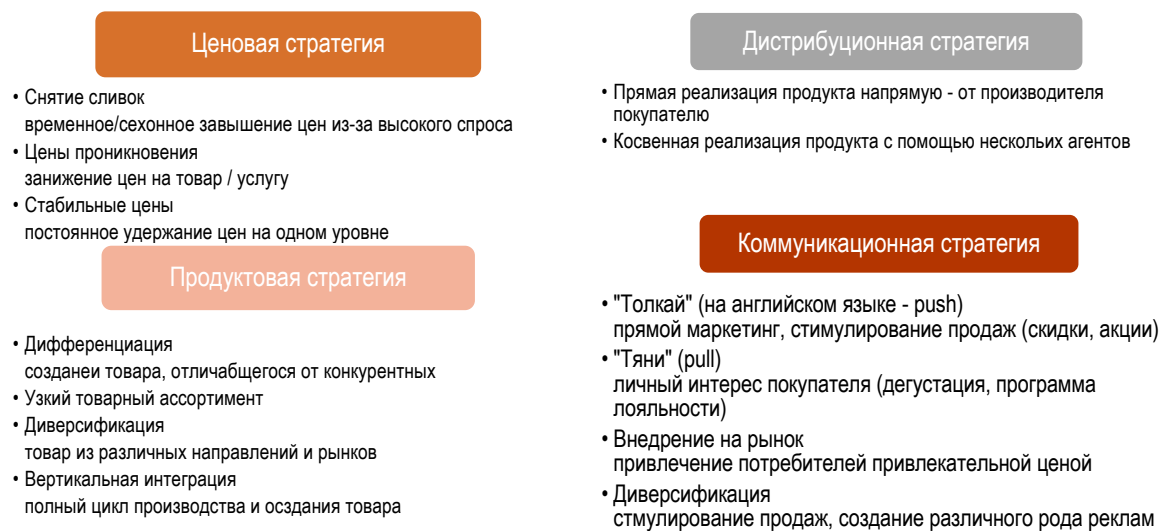 Ценовая стратегия
• Снятие сливок
временное/сехонное завышение цен из-за высокого спроса
• Цены проникновения
занижение цен на товар / услугу
• Стабильные цены
постоянное удержание цен на одном уровне
Продуктовая стратегия
• Дифференциация
созданеи товара, отличабщегося от конкурентных
• Узкий товарный ассортимент
• Диверсификация
товар из различных направлений и рынков
• Вертикальная интеграция
полный цикл производства и осздания товара
Дистрибуционная стратегия
• Прямая реализация продукта напрямую - от производителя
покупателю
• Косвенная реализация продукта с помощью нескольих агентов
Коммуникационная стратегия
• "Толкай" (на английском языке - push)
прямой маркетинг, стимулирование продаж (скидки, акции)
• "Тяни" (pull)
личный интерес покупателя (дегустация, программа
лояльности)
• Внедрение на рынок
привлечение потребителей привлекательной ценой
• Диверсификация
стмулирование продаж, создание различного рода реклам